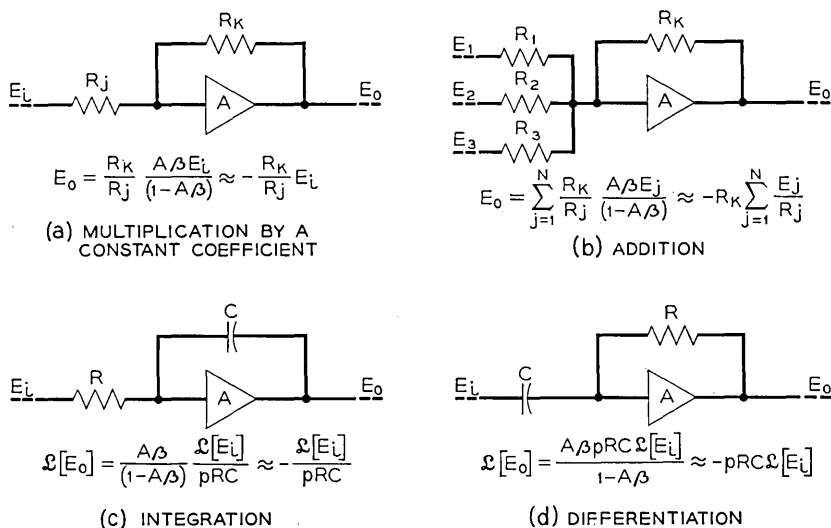 R_K
R_j
E_i
A
E_o
E_o = R_K/R_j AβE_i/(1-Aβ) ≈ - R_K/R_j E_i
(a) MULTIPLICATION BY A
CONSTANT COEFFICIENT
R_K
E_1
R_1
E_2
R_2
E_3
R_3
A
E_o
E_o = ∑_{j=1}^{N} R_K/R_j AβE_j/(1-Aβ) ≈ -R_K ∑_{j=1}^{N} E_j/R_j
(b) ADDITION
C
E_i
R
A
E_o
ℒ[E_o] = Aβ/(1-Aβ) ℒ[E_i]/pRC ≈ - ℒ[E_i]/pRC
(c) INTEGRATION
R
E_i
C
A
E_o
ℒ[E_o] = AβpRCℒ[E_i]/1-Aβ ≈ -pRCℒ[E_i]
(d) DIFFERENTIATION